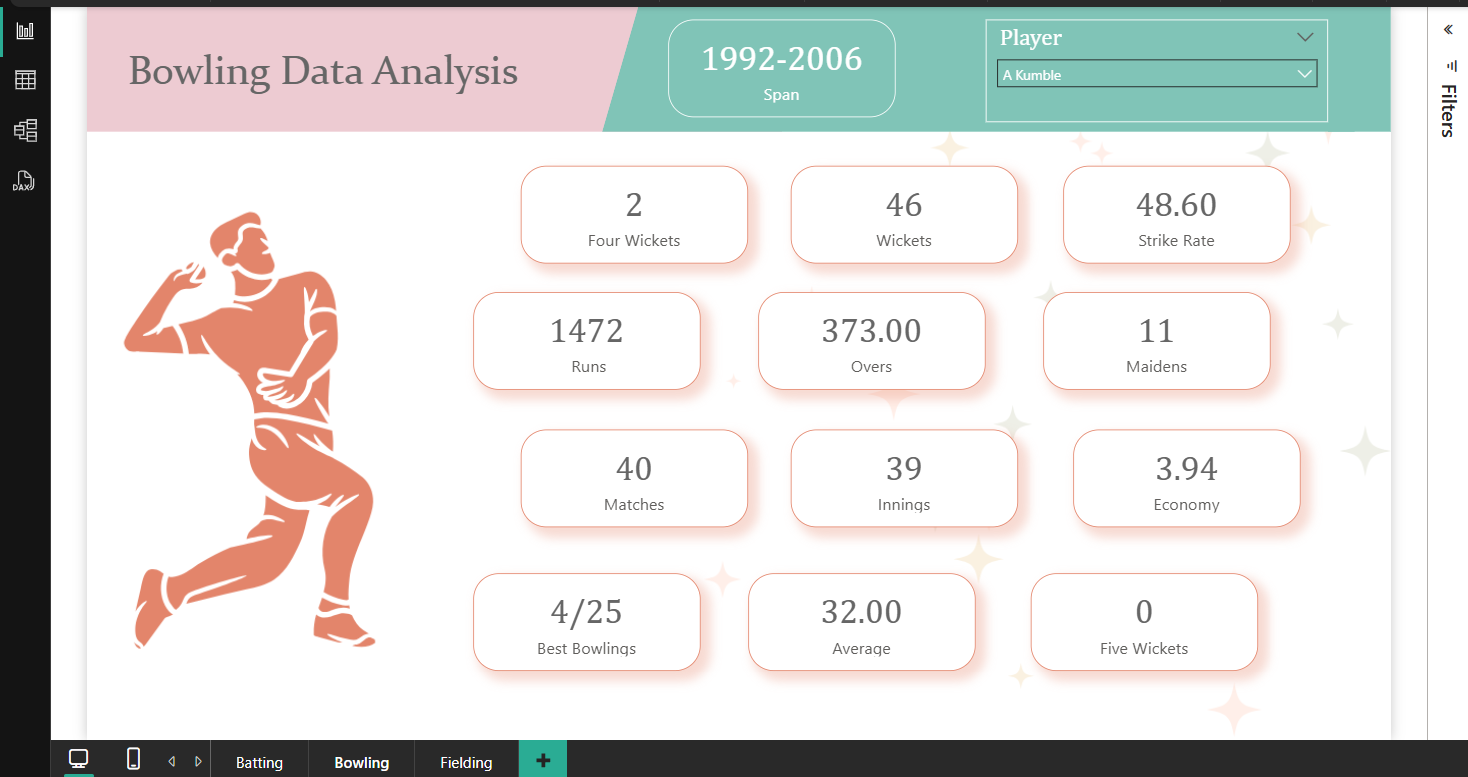 Bowling Data Analysis
1992-2006
Span
Player
A Kumble
«
Filters
DAX
2
Four Wickets
46
Wickets
48.60
Strike Rate
1472
Runs
373.00
Overs
11
Maidens
40
Matches
39
Innings
3.94
Economy
4/25
Best Bowlings
32.00
Average
0
Five Wickets
Batting
Bowling
Fielding
+